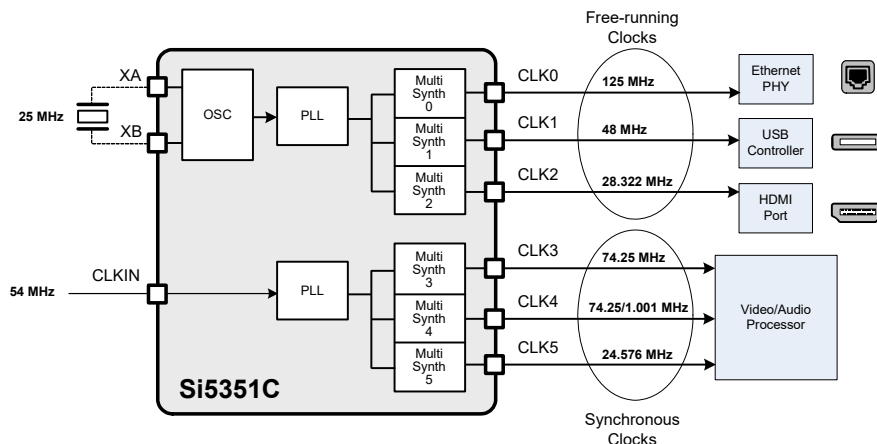 Free-running
Clocks
XA
25 MHz
XB
OSC
PLL
Multi
Synth
0
Multi
Synth
1
Multi
Synth
2
CLK0
125 MHz
Ethernet
PHY
CLK1
48 MHz
USB
Controller
CLK2
28.322 MHz
HDMI
Port
CLKIN
54 MHz
PLL
Multi
Synth
3
Multi
Synth
4
Multi
Synth
5
CLK3
74.25 MHz
CLK4
74.25/1.001 MHz
CLK5
24.576 MHz
Video/Audio
Processor
Si5351C
Synchronous
Clocks